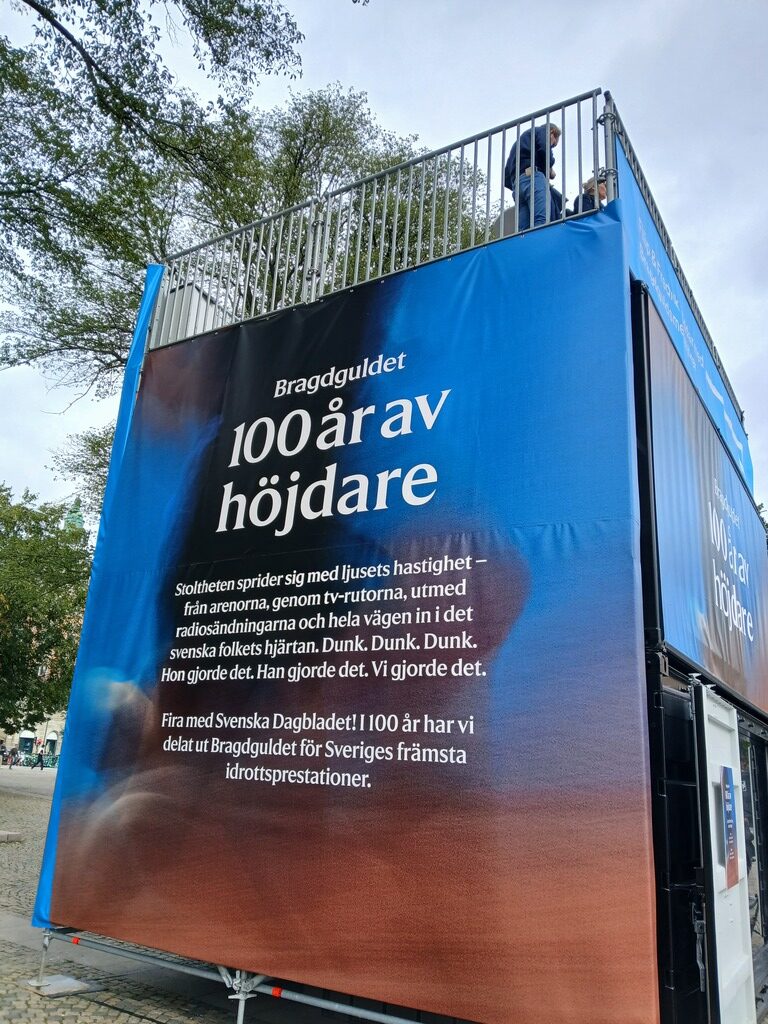 Bragdguldet
100 år av
höjdare
Stoltheten sprider sig med ljusets hastighet –
från arenorna, genom tv-rutorna, utmed
radiosändningarna och hela vägen in i det
svenska folkets hjärtan. Dunk. Dunk. Dunk.
Hon gjorde det. Han gjorde det. Vi gjorde det.
Fira med Svenska Dagbladet! I 100 år har vi
delat ut Bragdguldet för Sveriges främsta
idrottsprestationer.
Bragdguldet
100 år av
höjdare